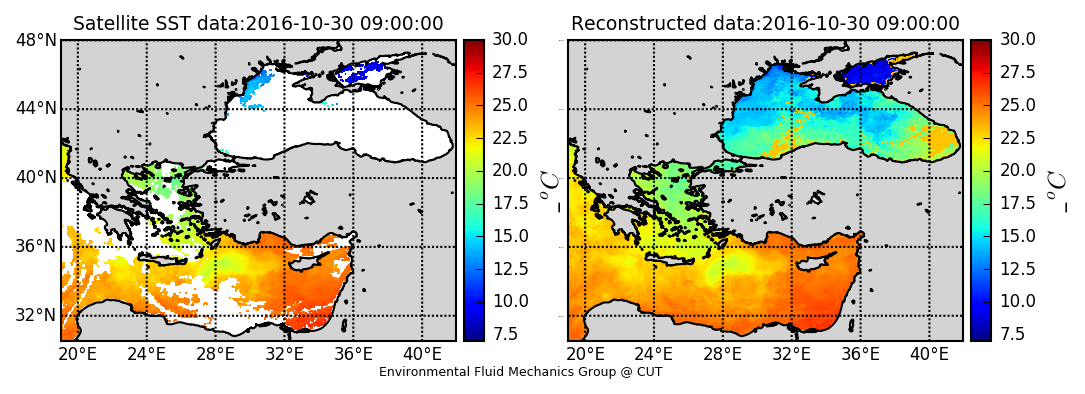 Satellite SST data:2016-10-30 09:00:00
48°N
44°N
40°N
36°N
32°N
20°E 24°E 28°E 32°E 36°E 40°E
30.0
27.5
25.0
22.5
20.0
17.5
15.0
12.5
10.0
7.5
_ °C
Reconstructed data:2016-10-30 09:00:00
20°E 24°E 28°E 32°E 36°E 40°E
30.0
27.5
25.0
22.5
20.0
17.5
15.0
12.5
10.0
7.5
_ °C
Environmental Fluid Mechanics Group @ CUT